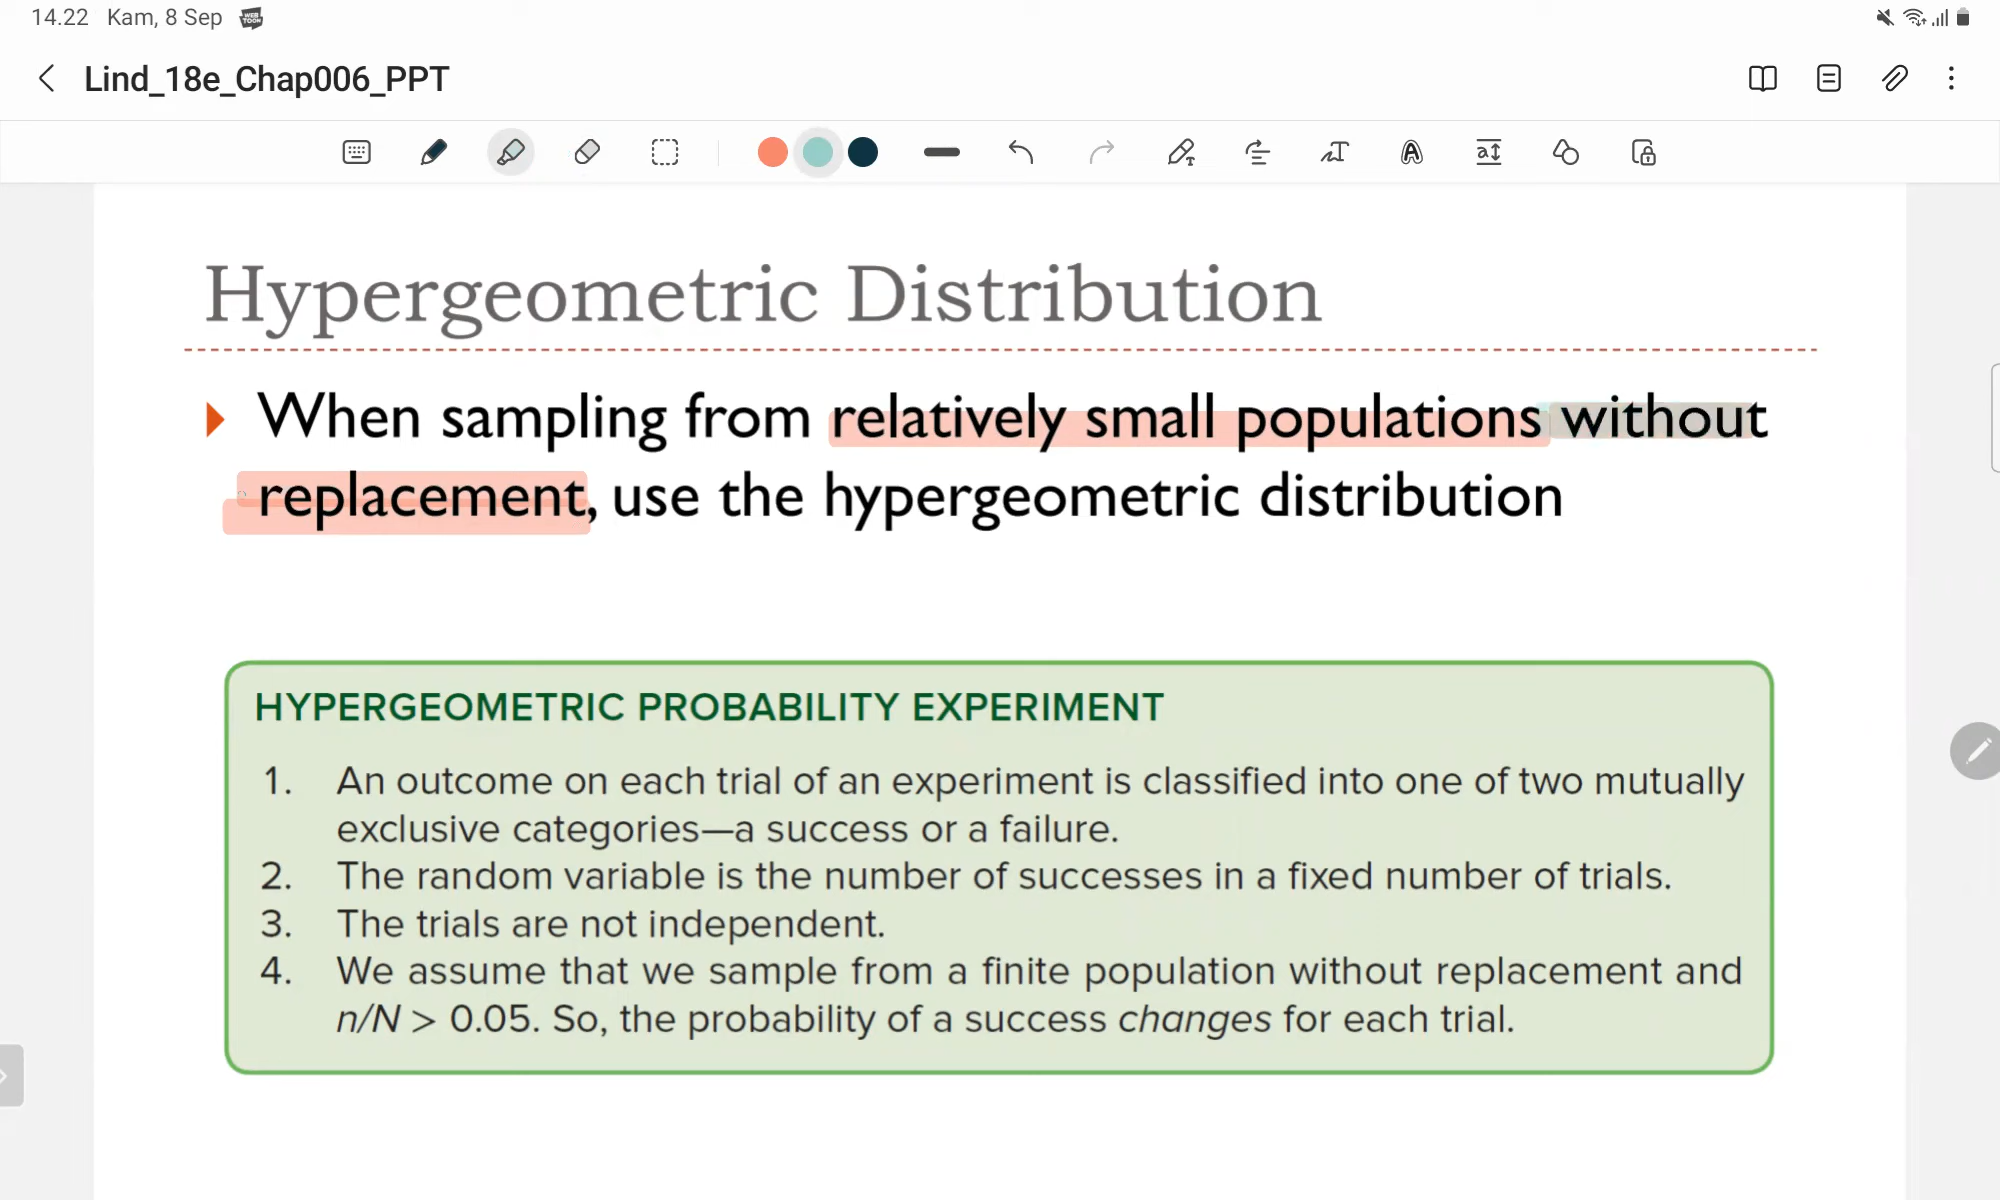 14.22 Kam, 8 Sep WEB TOON
Lind_18e_Chap006_PPT
Hypergeometric Distribution
When sampling from relatively small populations without
replacement, use the hypergeometric distribution
HYPERGEOMETRIC PROBABILITY EXPERIMENT
1. An outcome on each trial of an experiment is classified into one of two mutually
exclusive categories—a success or a failure.
2. The random variable is the number of successes in a fixed number of trials.
3. The trials are not independent.
4. We assume that we sample from a finite population without replacement and
n/N > 0.05. So, the probability of a success changes for each trial.